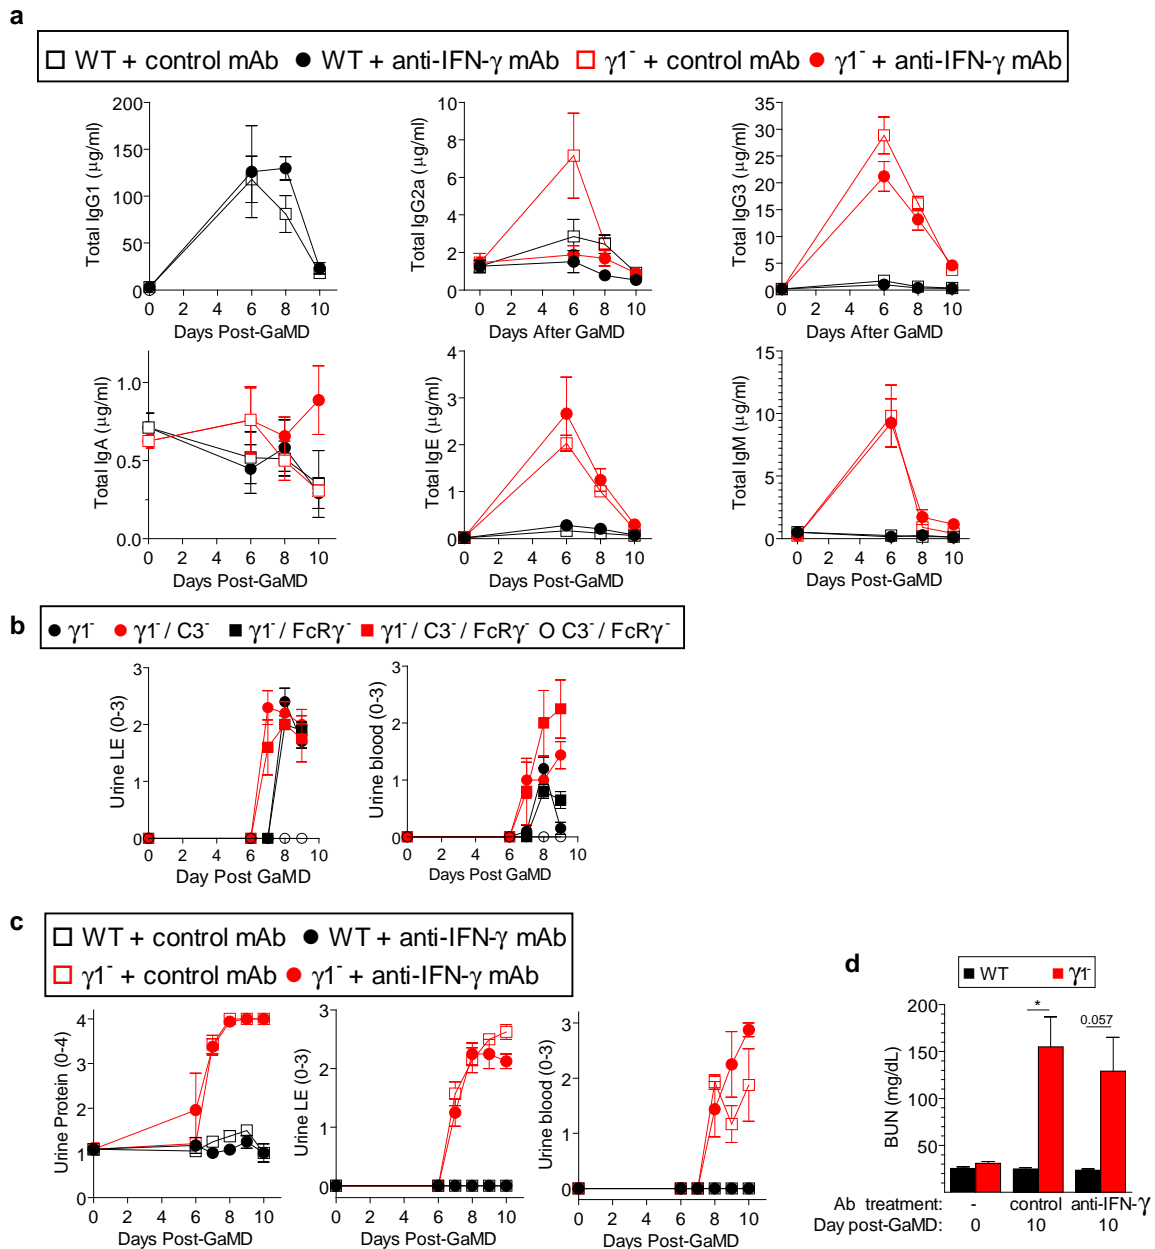 a
WT + control mAb WT + anti-IFN-γ mAb γ1⁻ + control mAb γ1⁻ + anti-IFN-γ mAb
Total IgG1 (μg/ml)
200
150
100
50
0
0 2 4 6 8 10
Days Post-GaMD
Total IgG2a (μg/ml)
10
8
6
4
2
0
0 2 4 6 8 10
Days After GaMD
Total IgG3 (μg/ml)
35
30
25
20
15
10
5
0
0 2 4 6 8 10
Days After GaMD
Total IgA (μg/ml)
1.0
0.5
0.0
0 2 4 6 8 10
Days Post-GaMD
Total IgE (μg/ml)
4
3
2
1
0
0 2 4 6 8 10
Days Post-GaMD
Total IgM (μg/ml)
15
10
5
0
0 2 4 6 8 10
Days Post-GaMD
b
γ1⁻ γ1⁻/ C3⁻ γ1⁻/ FcRγ⁻ γ1⁻/ C3⁻/ FcRγ⁻ O C3⁻/ FcRγ⁻
Urine LE (0-3)
3
2
1
0
0 2 4 6 8 10
Day Post GaMD
Urine blood (0-3)
3
2
1
0
0 2 4 6 8 10
Days Post GaMD
c
WT + control mAb WT + anti-IFN-γ mAb
γ1⁻ + control mAb γ1⁻ + anti-IFN-γ mAb
Urine Protein (0-4)
4
3
2
1
0
0 2 4 6 8 10
Days Post-GaMD
Urine LE (0-3)
3
2
1
0
0 2 4 6 8 10
Days Post-GaMD
Urine blood (0-3)
3
2
1
0
0 2 4 6 8 10
Days Post-GaMD
d
WT γ1⁻
BUN (mg/dL)
200
150
100
50
* 0.057
Ab treatment: - control anti-IFN-γ
Day post-GaMD: 0 10 10